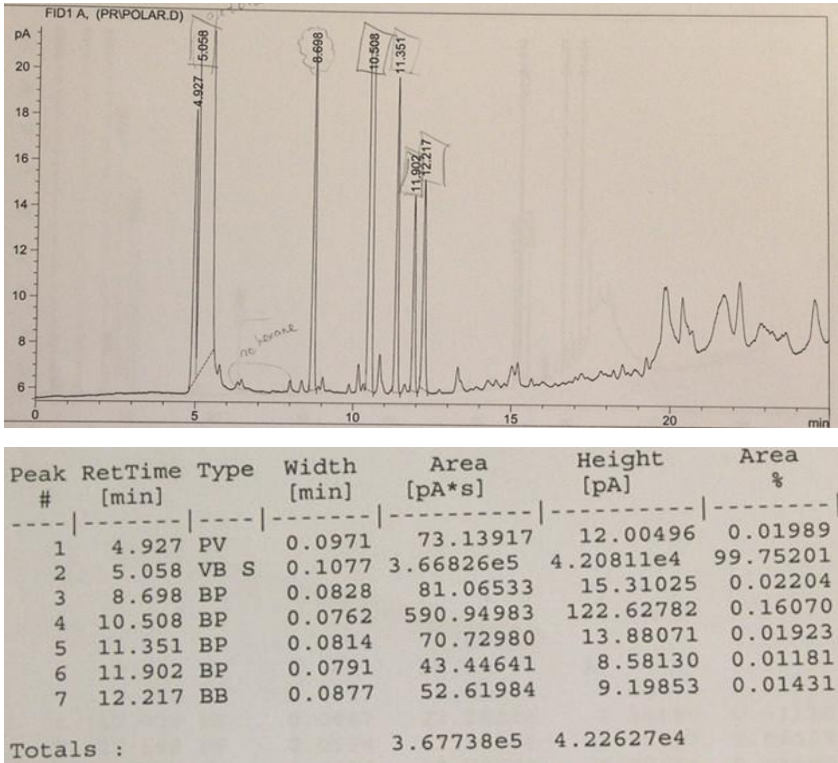 FID1 A, (PR\POLAR.D)
pA
20
18
16
14
12
10
8
6
4.927
5.058
8.698
10.508
11.351
11.902
12.217
no hexane
0 5 10 15 20 min
Peak RetTime Type Width Area Height Area
# [min] [min] [pA*s] [pA] %
----|-------|----|-------|----------|----------|--------
1 4.927 PV 0.0971 73.13917 12.00496 0.01989
2 5.058 VB S 0.1077 3.66826e5 4.20811e4 99.75201
3 8.698 BP 0.0828 81.06533 15.31025 0.02204
4 10.508 BP 0.0762 590.94983 122.62782 0.16070
5 11.351 BP 0.0814 70.72980 13.88071 0.01923
6 11.902 BP 0.0791 43.44641 8.58130 0.01181
7 12.217 BB 0.0877 52.61984 9.19853 0.01431
Totals : 3.67738e5 4.22627e4